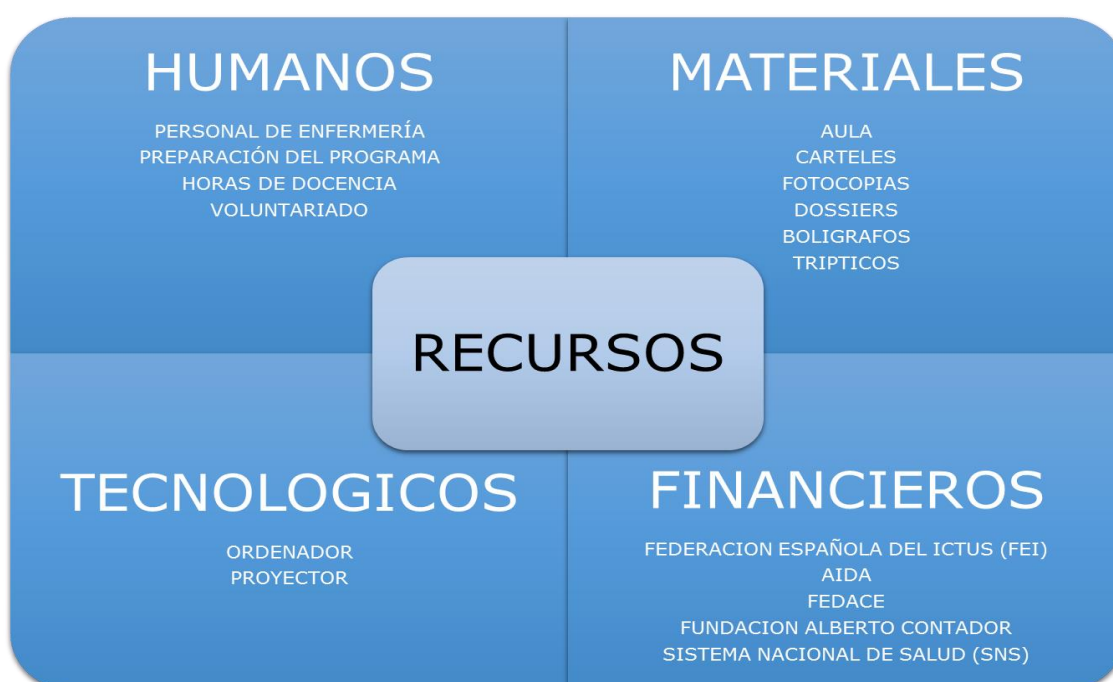 HUMANOS
PERSONAL DE ENFERMERÍA
PREPARACIÓN DEL PROGRAMA
HORAS DE DOCENCIA
VOLUNTARIADO
MATERIALES
AULA
CARTELES
FOTOCOPIAS
DOSSIERS
BOLIGRAFOS
TRIPTICOS
RECURSOS
TECNOLOGICOS
ORDENADOR
PROYECTOR
FINANCIEROS
FEDERACION ESPAÑOLA DEL ICTUS (FEI)
AIDA
FEDACE
FUNDACION ALBERTO CONTADOR
SISTEMA NACIONAL DE SALUD (SNS)